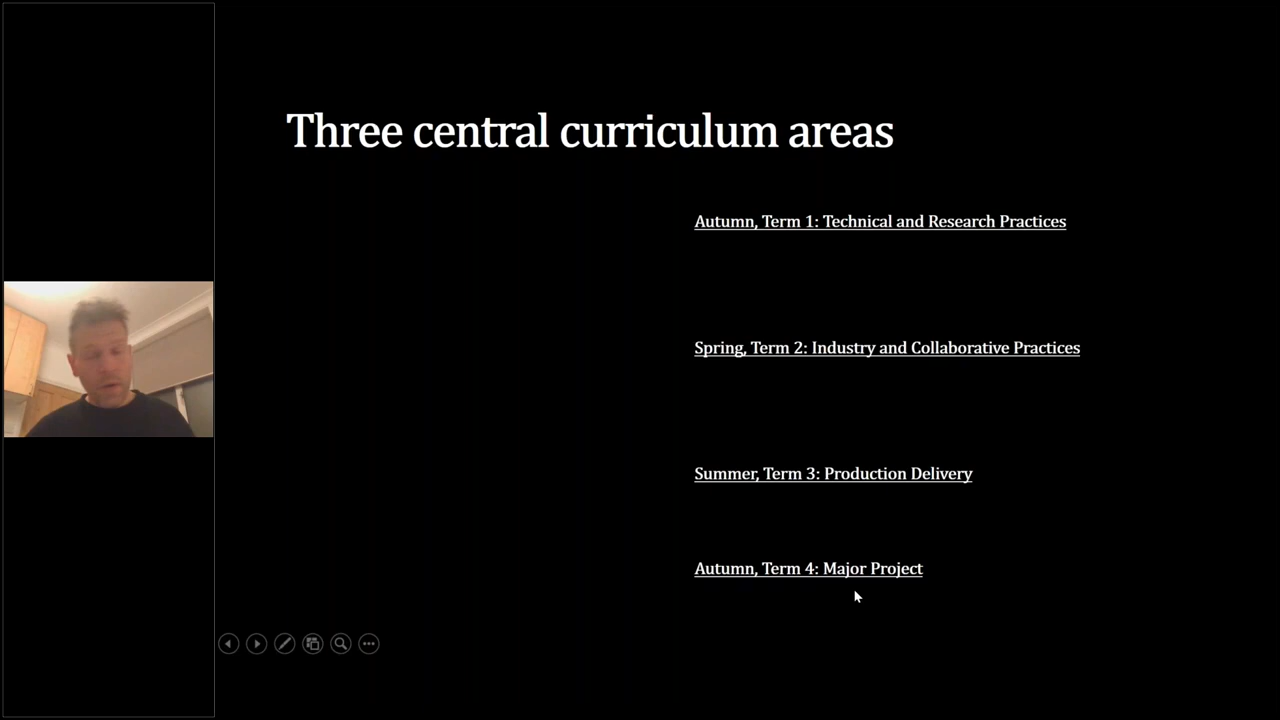 Three central curriculum areas
Autumn, Term 1: Technical and Research Practices
Spring, Term 2: Industry and Collaborative Practices
Summer, Term 3: Production Delivery
Autumn, Term 4: Major Project